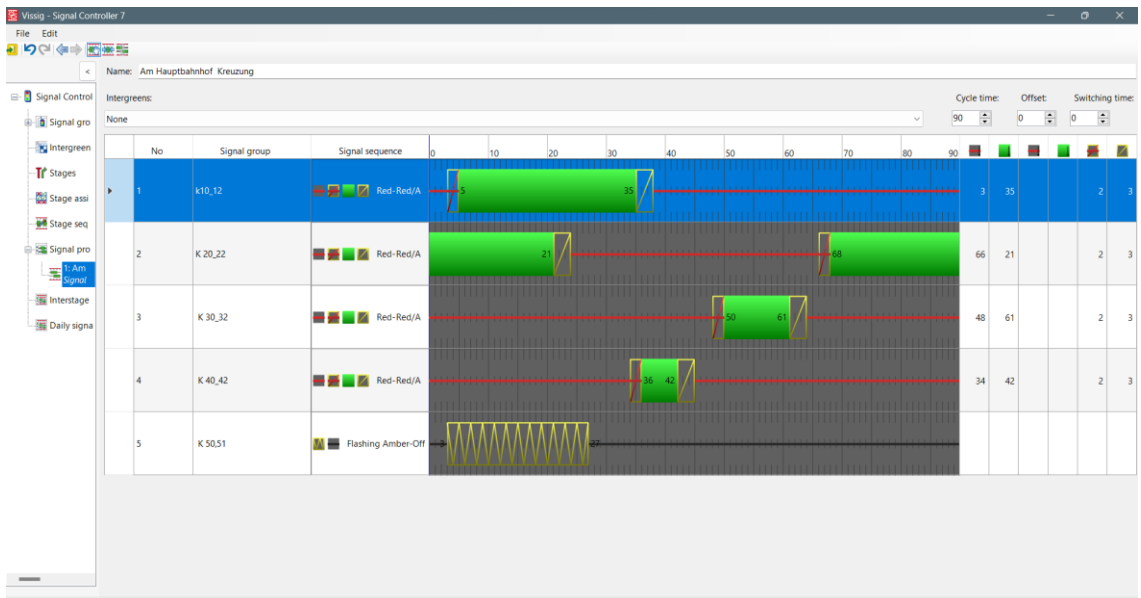 Vissig - Signal Controller 7
File Edit
<
Name: Am Hauptbahnhof Kreuzung
Signal Control
Signal gro
Intergreen
Stages
Stage assi
Stage seq
Signal pro
1: Am
Signal
Interstage
Daily signa
Intergreens: Cycle time: Offset: Switching time:
None 90 0 0
No Signal group Signal sequence 0 10 20 30 40 50 60 70 80 90
1 k10_12 Red-Red/A 5 35 3 35 2 3
2 K 20_22 Red-Red/A 21 68 66 21 2 3
3 K 30_32 Red-Red/A 50 61 48 61 2 3
4 K 40_42 Red-Red/A 36 42 34 42 2 3
5 K 50,51 Flashing Amber-Off 3 27